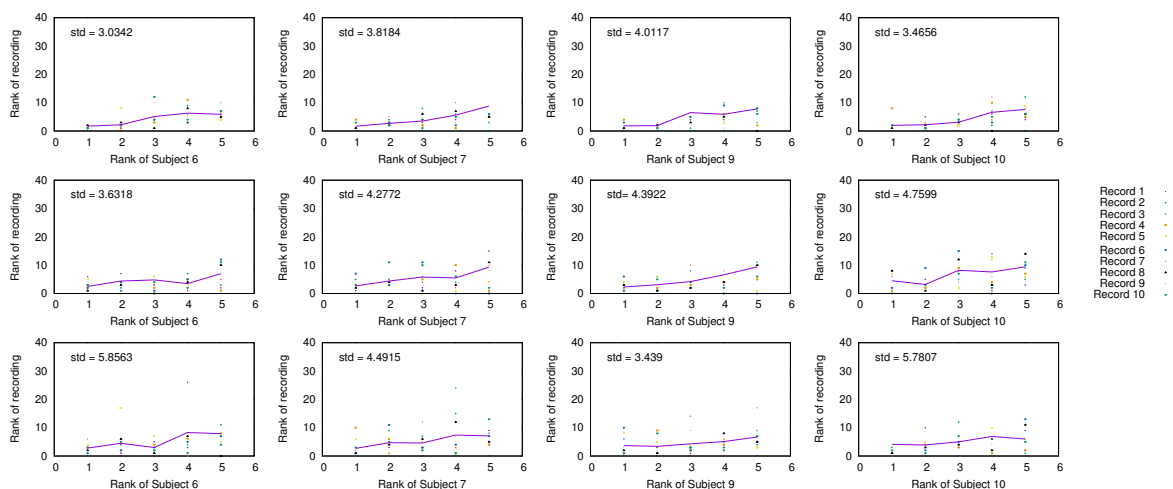 40
30
20
10
0
Rank of recording
std = 3.0342
0 1 2 3 4 5 6
Rank of Subject 6
40
30
20
10
0
Rank of recording
std = 3.8184
0 1 2 3 4 5 6
Rank of Subject 7
40
30
20
10
0
Rank of recording
std = 4.0117
0 1 2 3 4 5 6
Rank of Subject 9
40
30
20
10
0
Rank of recording
std = 3.4656
0 1 2 3 4 5 6
Rank of Subject 10
40
30
20
10
0
Rank of recording
std = 3.6318
0 1 2 3 4 5 6
Rank of Subject 6
40
30
20
10
0
Rank of recording
std = 4.2772
0 1 2 3 4 5 6
Rank of Subject 7
40
30
20
10
0
Rank of recording
std= 4.3922
0 1 2 3 4 5 6
Rank of Subject 9
40
30
20
10
0
Rank of recording
std = 4.7599
0 1 2 3 4 5 6
Rank of Subject 10
Record 1
Record 2
Record 3
Record 4
Record 5
Record 6
Record 7
Record 8
Record 9
Record 10
40
30
20
10
0
Rank of recording
std = 5.8563
0 1 2 3 4 5 6
Rank of Subject 6
40
30
20
10
0
Rank of recording
std = 4.4915
0 1 2 3 4 5 6
Rank of Subject 7
40
30
20
10
0
Rank of recording
std = 3.439
0 1 2 3 4 5 6
Rank of Subject 9
40
30
20
10
0
Rank of recording
std = 5.7807
0 1 2 3 4 5 6
Rank of Subject 10